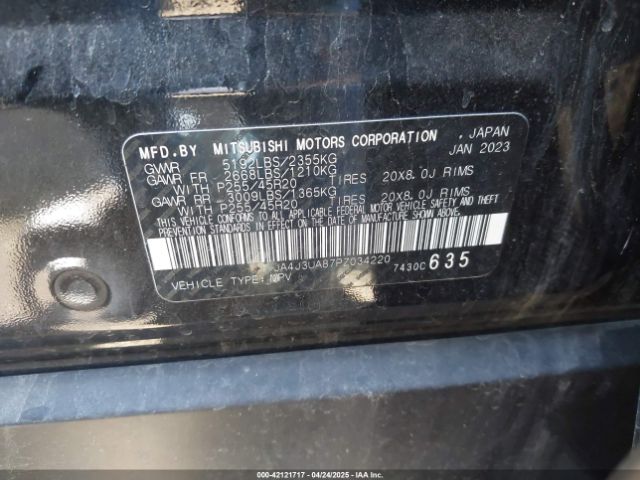 MFD.BY MITSUBISHI MOTORS CORPORATION , JAPAN
GVWR 5192LBS/2355KG JAN 2023
GAWR FR 2668LBS/1210KG
WITH P255/45R20 TIRES 20X8.0J RIMS
GAWR RR 3009LBS/1365KG
WITH P255/45R20 TIRES 20X8.0J RIMS
THIS VEHICLE CONFORMS TO ALL APPLICABLE FEDERAL MOTOR VEHICLE SAFETY AND THEFT
PREVENTION STANDARDS IN EFFECT ON THE DATE OF MANUFACTURE SHOWN ABOVE.
JA4J3UA87PZ034220 7430C 635
VEHICLE TYPE: MPV
000-42121717 - 04/24/2025 - IAAI.COM